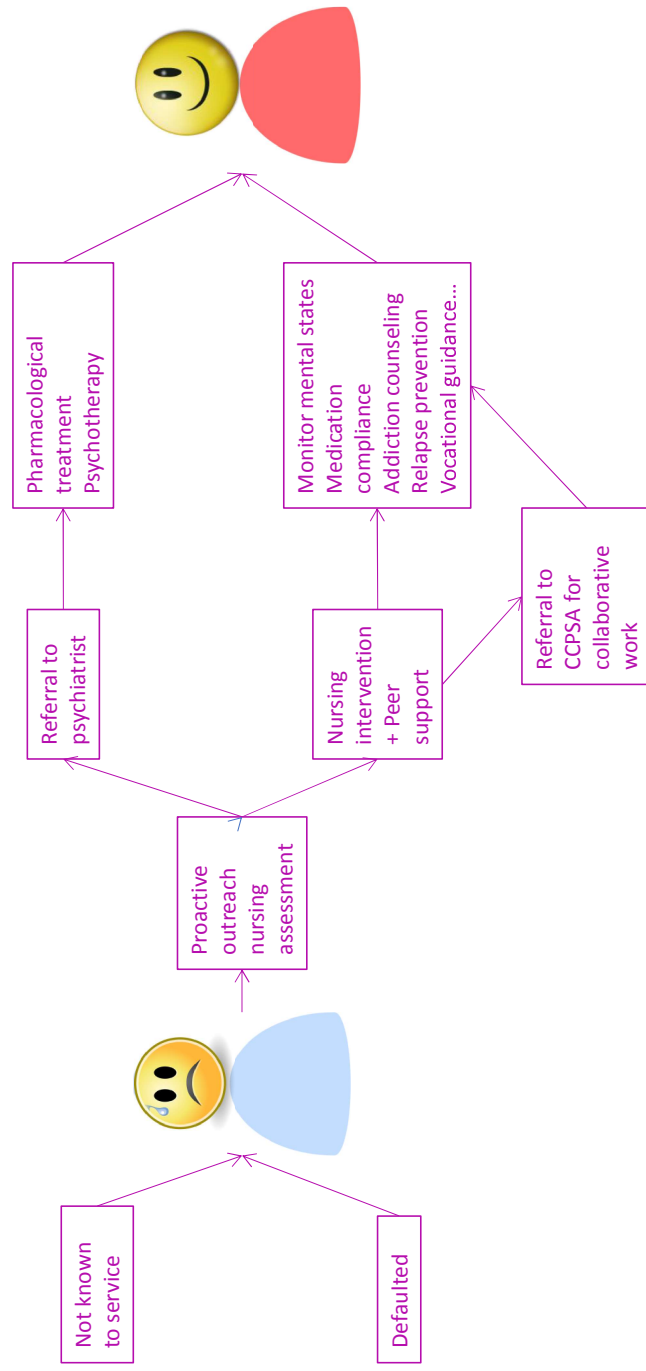 Not known
to service
Defaulted
Proactive
outreach
nursing
assessment
Referral to
psychiatrist
Nursing
intervention
+ Peer
support
Referral to
CCPSA for
collaborative
work
Pharmacological
treatment
Psychotherapy
Monitor mental states
Medication
compliance
Addiction counseling
Relapse prevention
Vocational guidance...